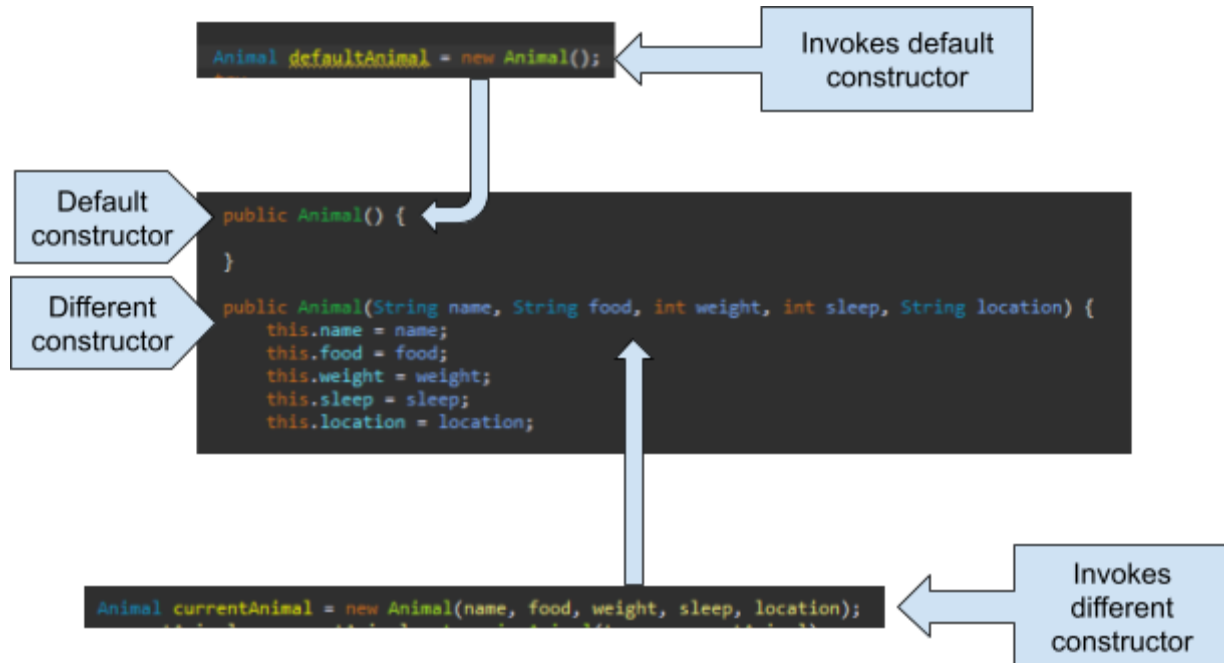 Animal defaultAnimal = new Animal();
Invokes default
constructor
Default
constructor
public Animal() {
}
Different
constructor
public Animal(String name, String food, int weight, int sleep, String location) {
this.name = name;
this.food = food;
this.weight = weight;
this.sleep = sleep;
this.location = location;
Animal currentAnimal = new Animal(name, food, weight, sleep, location);
Invokes
different
constructor